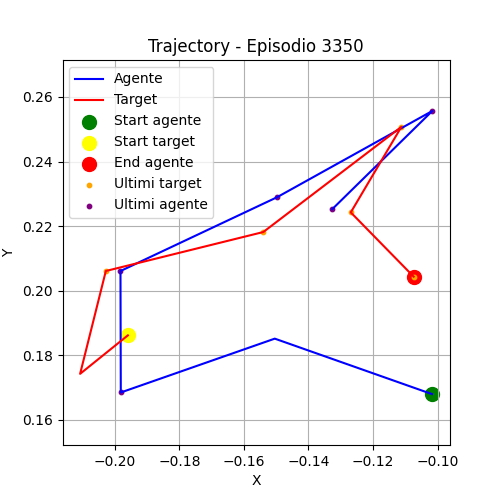 Trajectory - Episodio 3350
Agente
Target
Start agente
Start target
End agente
Ultimi target
Ultimi agente
0.26
0.24
0.22
0.20
0.18
0.16
Y
−0.20
−0.18
−0.16
−0.14
−0.12
−0.10
X